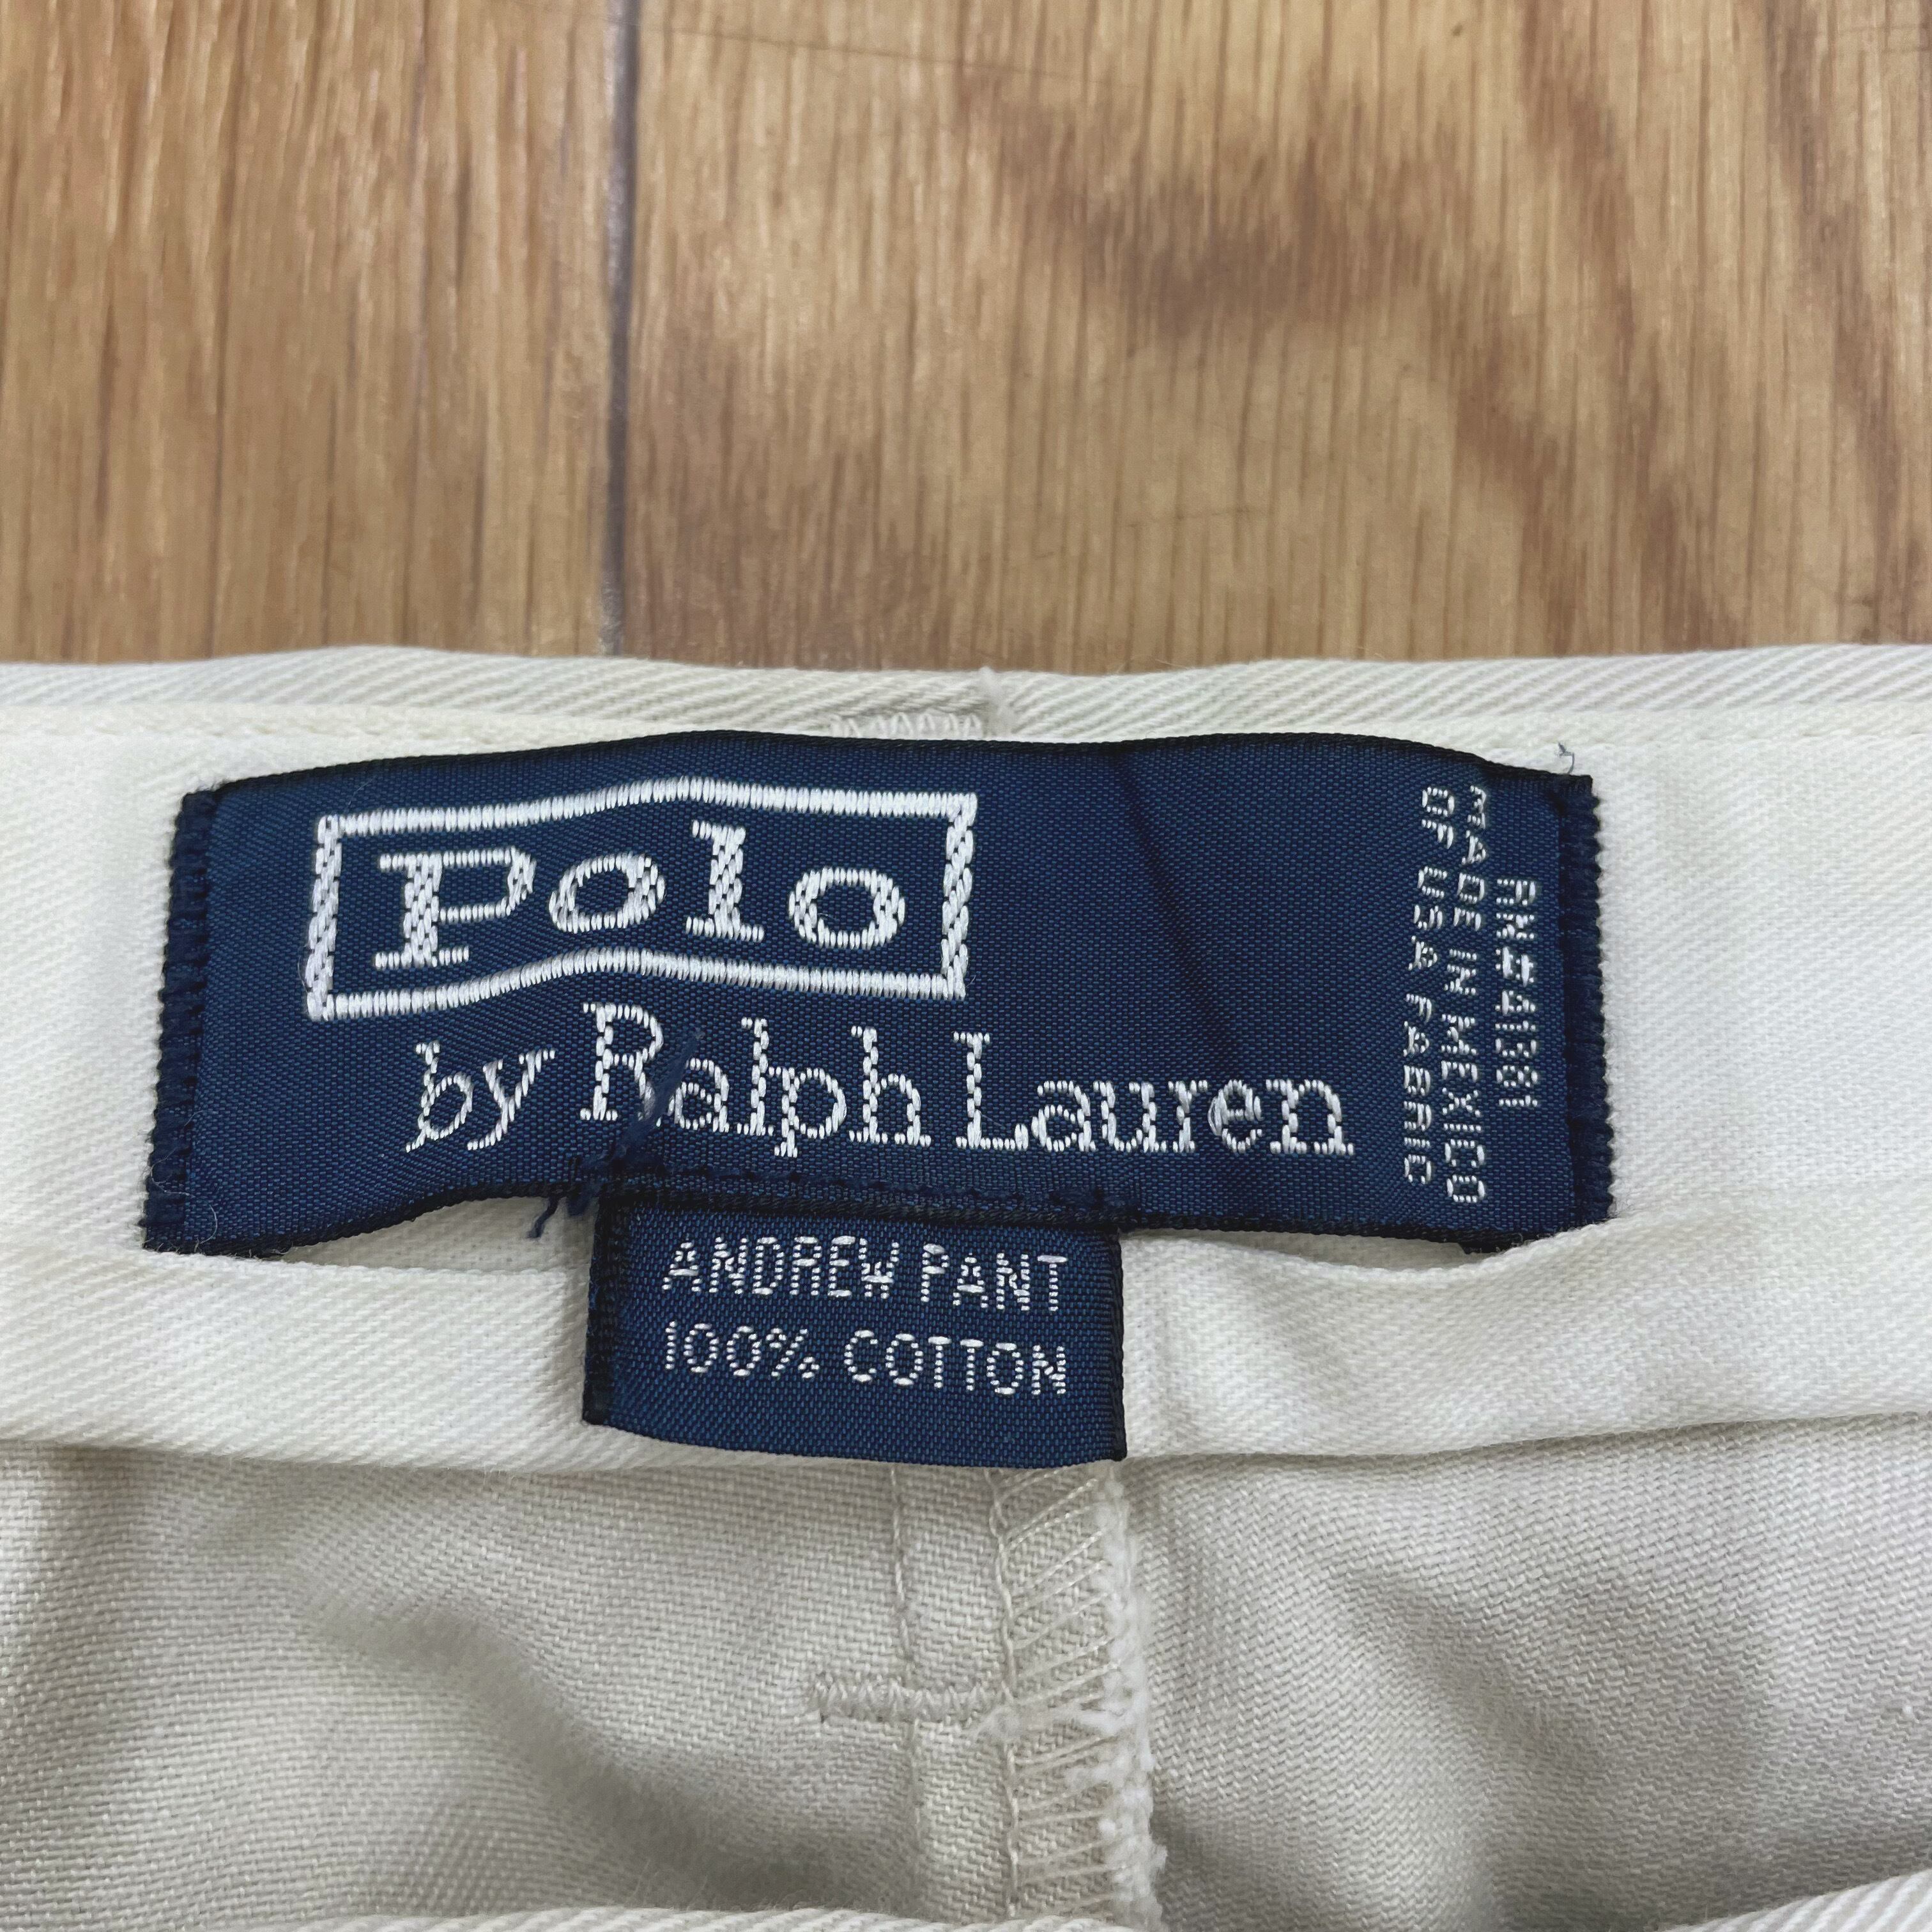 Polo
by Ralph Lauren
RN#41381
MADE IN MEXICO
OF USA FABRIC
ANDREW PANT
100% COTTON